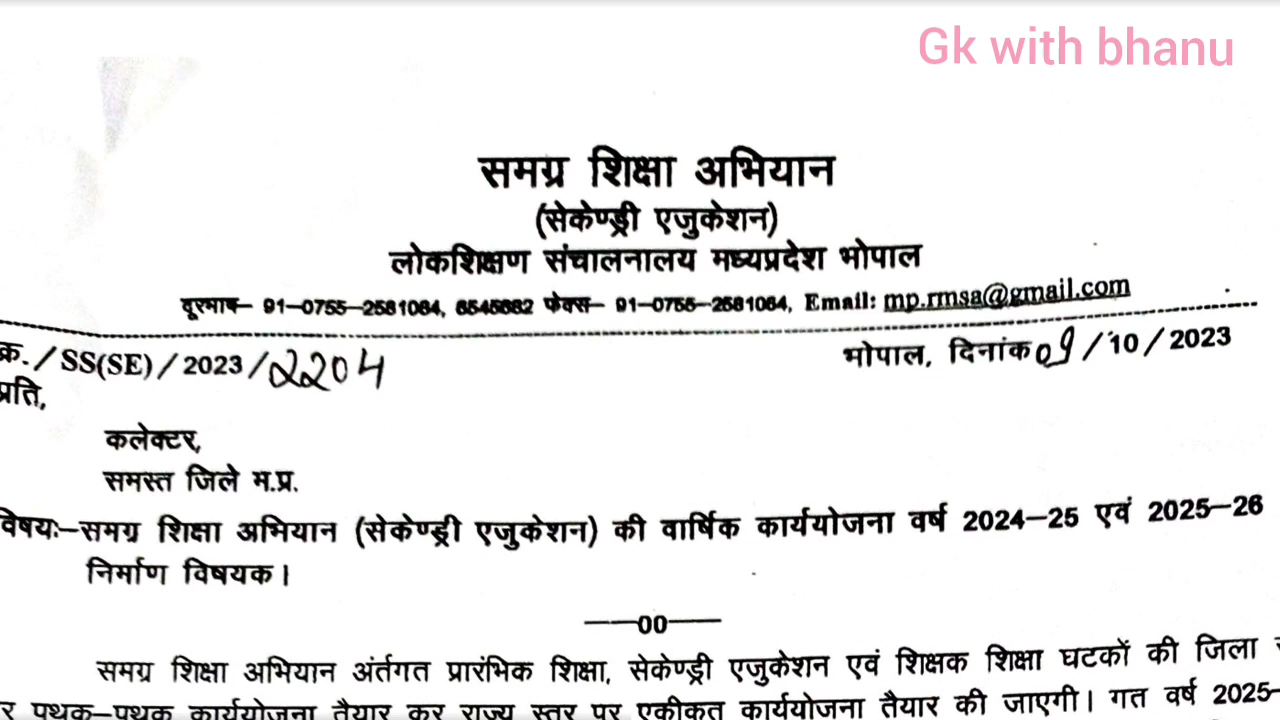 Gk with bhanu
समग्र शिक्षा अभियान
(सेकेण्ड्री एजुकेशन)
लोकशिक्षण संचालनालय मध्यप्रदेश भोपाल
दूरभाष– 91–0755–2581064, 6545662 फेक्स– 91–0755–2581064, Email: mp.rmsa@gmail.com
क्र./SS(SE)/2023/2204 भोपाल, दिनांक 09/10/2023
प्रति,
कलेक्टर,
समस्त जिले म.प्र.
विषयः–समग्र शिक्षा अभियान (सेकेण्ड्री एजुकेशन) की वार्षिक कार्ययोजना वर्ष 2024–25 एवं 2025–26
निर्माण विषयक।
——00——
समग्र शिक्षा अभियान अंर्तगत प्रारंभिक शिक्षा, सेकेण्ड्री एजुकेशन एवं शिक्षक शिक्षा घटकों की जिला
पृथक–पृथक कार्ययोजना तैयार कर राज्य स्तर पर एकीकृत कार्ययोजना तैयार की जाएगी। गत वर्ष 2025–